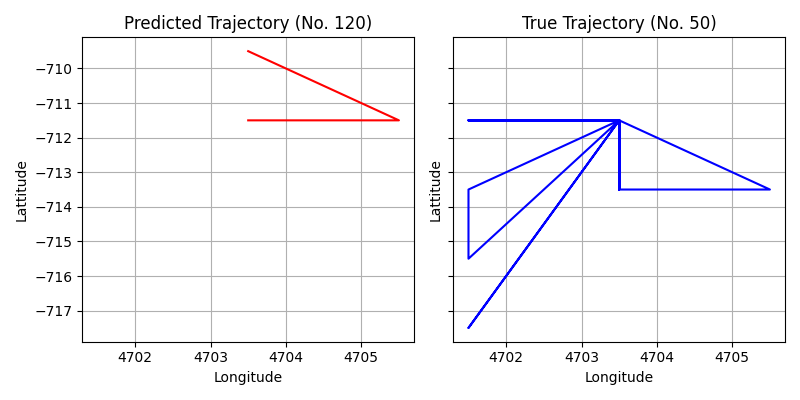 Predicted Trajectory (No. 120)
True Trajectory (No. 50)
−710
−711
−712
−713
−714
−715
−716
−717
Lattitude
Lattitude
4702
4703
4704
4705
4702
4703
4704
4705
Longitude
Longitude